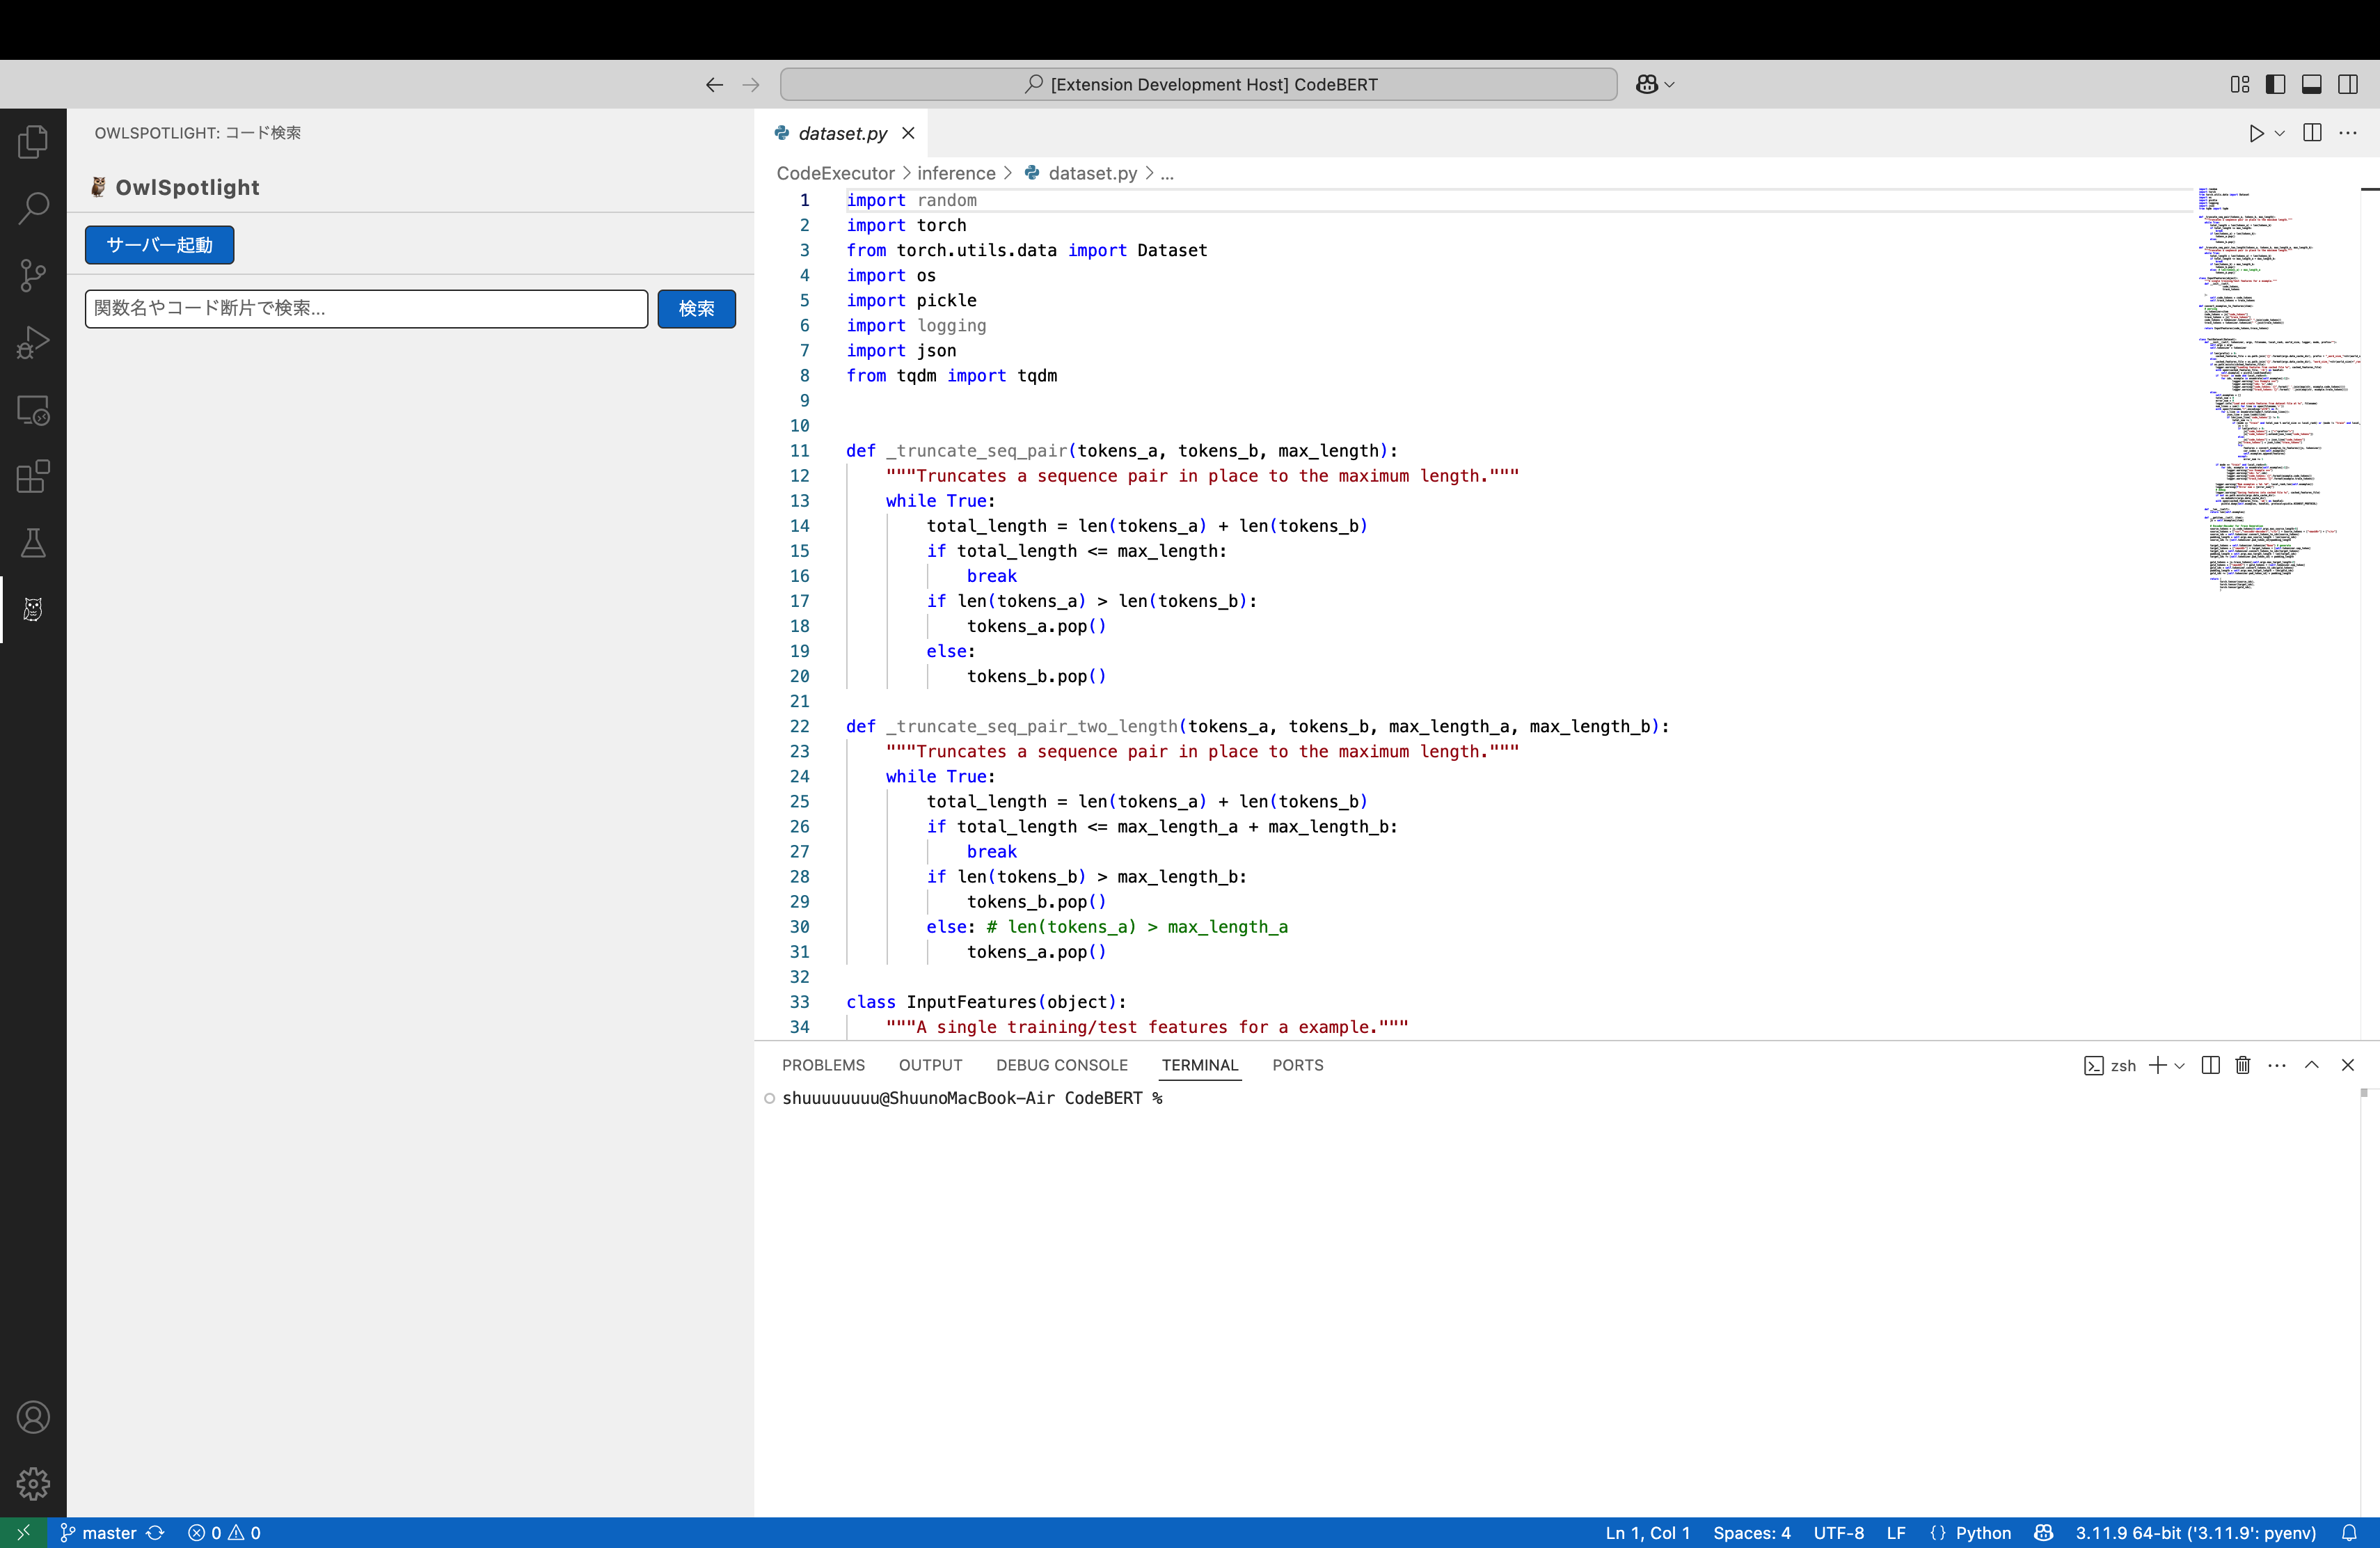 [Extension Development Host] CodeBERT
OWLSPOTLIGHT: コード検索
OwlSpotlight
サーバー起動
関数名やコード断片で検索...
検索
dataset.py
CodeExecutor > inference > dataset.py > ...
1 import random
2 import torch
3 from torch.utils.data import Dataset
4 import os
5 import pickle
6 import logging
7 import json
8 from tqdm import tqdm
9
10
11 def _truncate_seq_pair(tokens_a, tokens_b, max_length):
12 """Truncates a sequence pair in place to the maximum length."""
13 while True:
14 total_length = len(tokens_a) + len(tokens_b)
15 if total_length <= max_length:
16 break
17 if len(tokens_a) > len(tokens_b):
18 tokens_a.pop()
19 else:
20 tokens_b.pop()
21
22 def _truncate_seq_pair_two_length(tokens_a, tokens_b, max_length_a, max_length_b):
23 """Truncates a sequence pair in place to the maximum length."""
24 while True:
25 total_length = len(tokens_a) + len(tokens_b)
26 if total_length <= max_length_a + max_length_b:
27 break
28 if len(tokens_b) > max_length_b:
29 tokens_b.pop()
30 else: # len(tokens_a) > max_length_a
31 tokens_a.pop()
32
33 class InputFeatures(object):
34 """A single training/test features for a example."""
PROBLEMS OUTPUT DEBUG CONSOLE TERMINAL PORTS
zsh
shuuuuuuuu@ShuunoMacBook-Air CodeBERT %
master 0 0
Ln 1, Col 1 Spaces: 4 UTF-8 LF {} Python 3.11.9 64-bit ('3.11.9': pyenv)